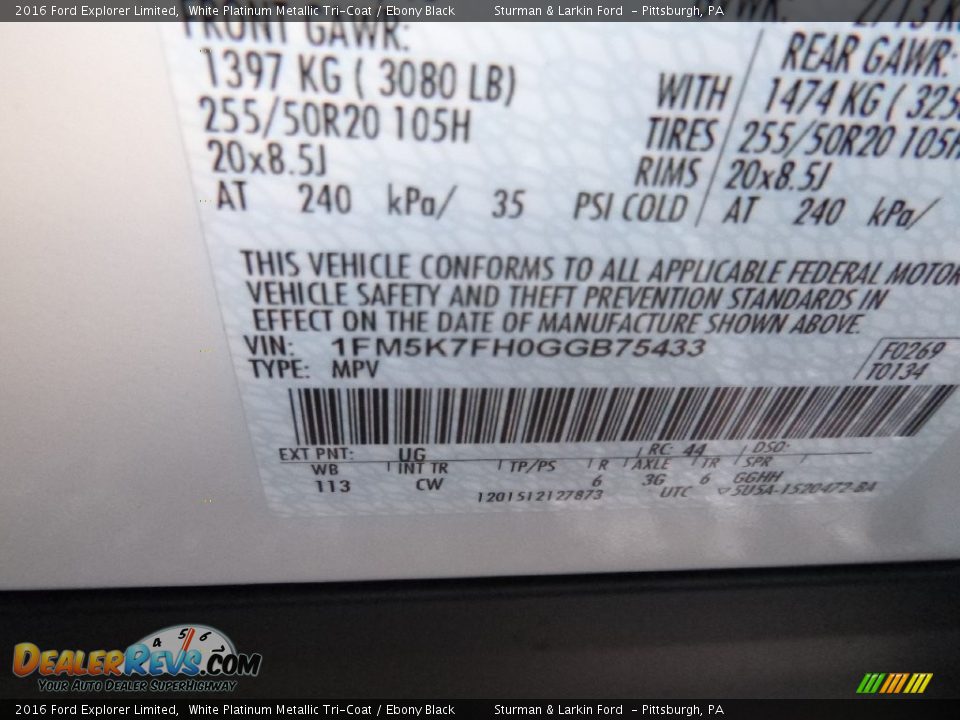 2016 Ford Explorer Limited, White Platinum Metallic Tri-Coat / Ebony Black Sturman & Larkin Ford - Pittsburgh, PA
FRONT GAWR:
1397 KG ( 3080 LB)
255/50R20 105H
20x8.5J
AT 240 kPa/ 35 PSI COLD
WITH
TIRES
RIMS
REAR GAWR:
1474 KG ( 325
255/50R20 105H
20x8.5J
AT 240 kPa/
THIS VEHICLE CONFORMS TO ALL APPLICABLE FEDERAL MOTOR
VEHICLE SAFETY AND THEFT PREVENTION STANDARDS IN
EFFECT ON THE DATE OF MANUFACTURE SHOWN ABOVE.
VIN: 1FM5K7FH0GGB75433
TYPE: MPV
F0269
T0134
EXT PNT: UG RC: 44 DSO:
WB INT TR TP/PS R AXLE TR SPR
113 CW 6 3G 6 GGHH
1201512127873 UTC ▽5U5A-1520472-BA
DEALERREVS.COM
YOUR AUTO DEALER SUPERHIGHWAY
4 5 6
2016 Ford Explorer Limited, White Platinum Metallic Tri-Coat / Ebony Black Sturman & Larkin Ford - Pittsburgh, PA